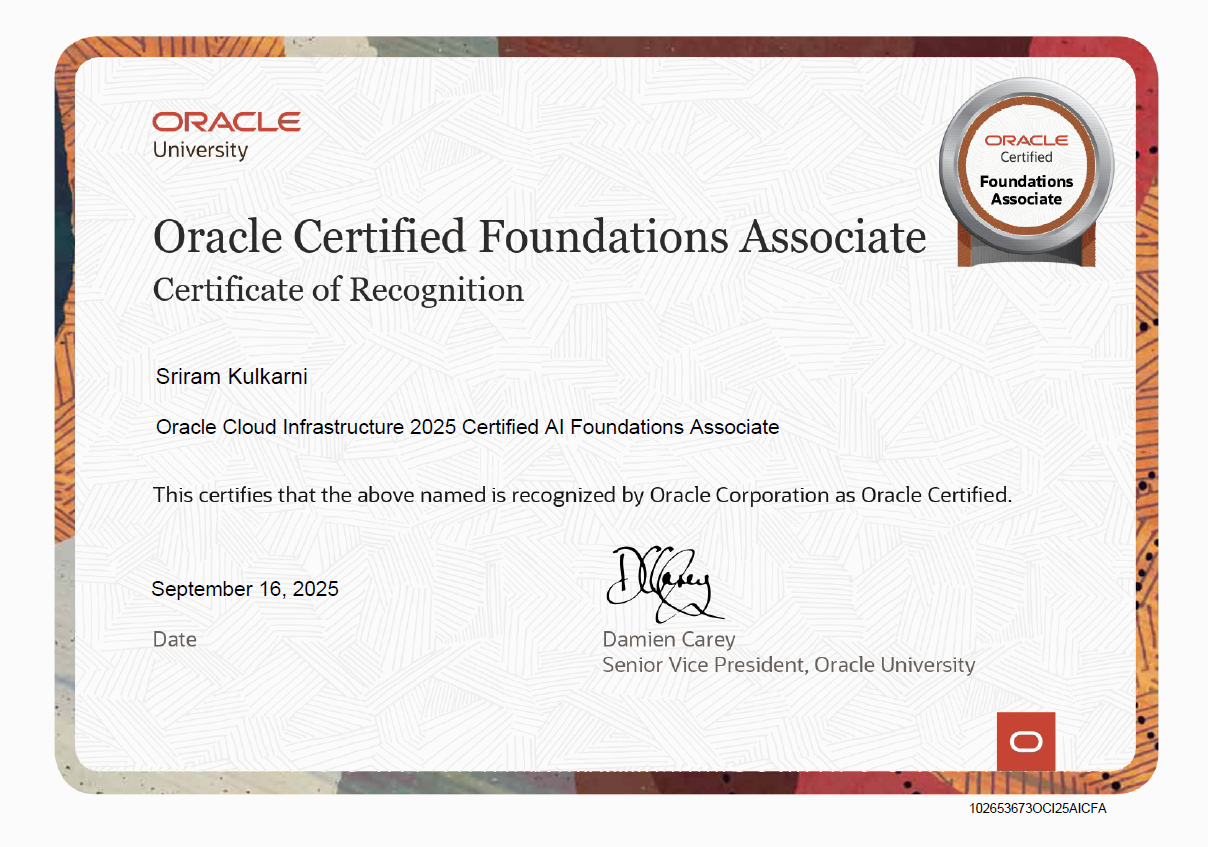 ORACLE
University
ORACLE
Certified
Foundations
Associate
Oracle Certified Foundations Associate
Certificate of Recognition
Sriram Kulkarni
Oracle Cloud Infrastructure 2025 Certified AI Foundations Associate
This certifies that the above named is recognized by Oracle Corporation as Oracle Certified.
September 16, 2025
Date
DCarey
Damien Carey
Senior Vice President, Oracle University
102653673OCI25AICFA